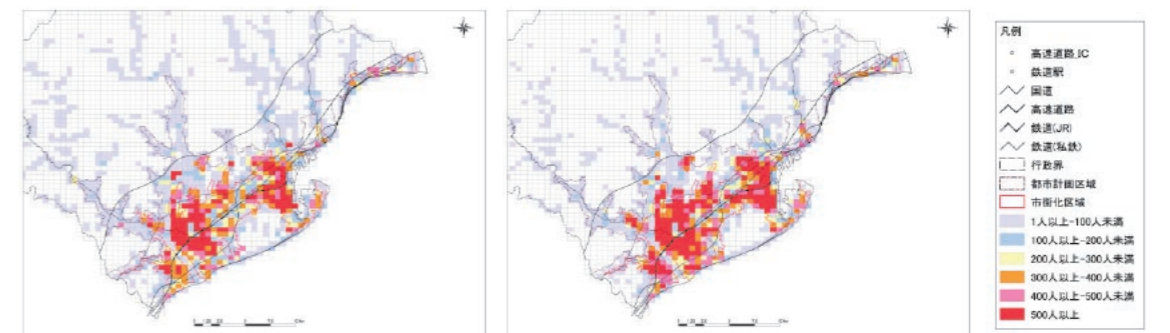 凡例
高速道路_IC
鉄道駅
国道
高速道路
鉄道(JR)
鉄道(私鉄)
行政界
都市計画区域
市街化区域
1人以上-100人未満
100人以上-200人未満
200人以上-300人未満
300人以上-400人未満
400人以上-500人未満
500人以上